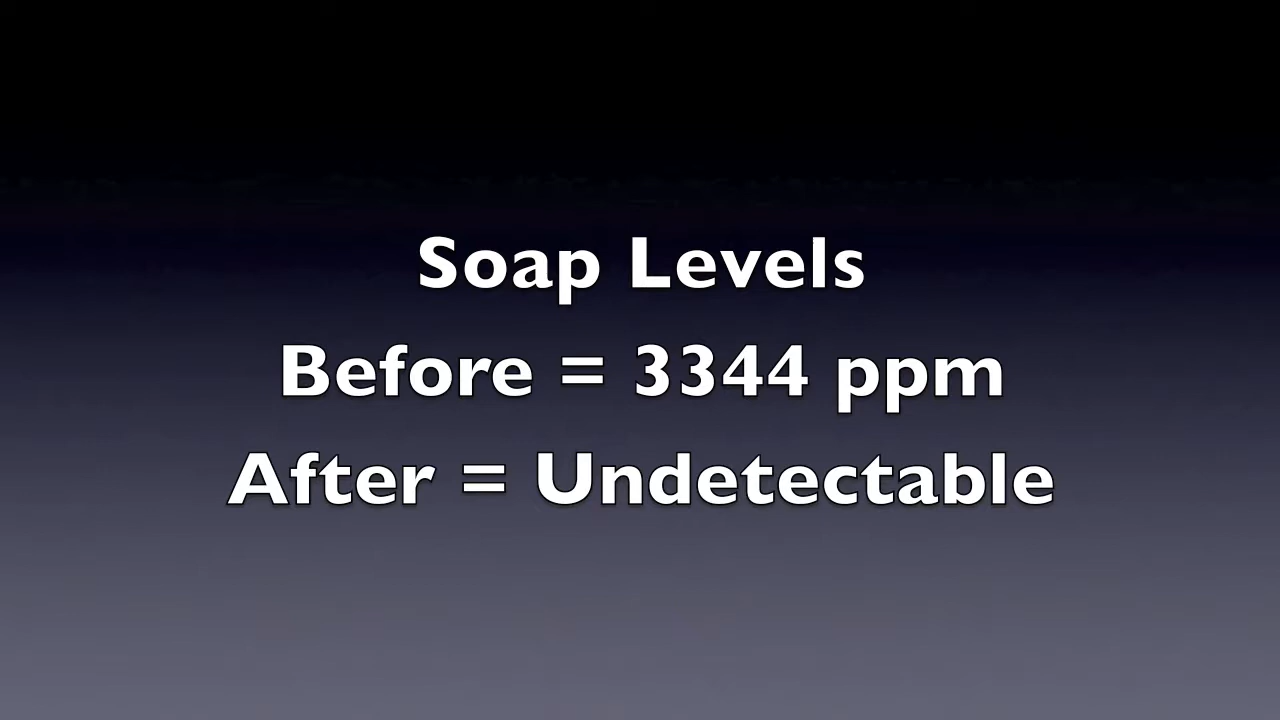 Soap Levels
Before = 3344 ppm
After = Undetectable